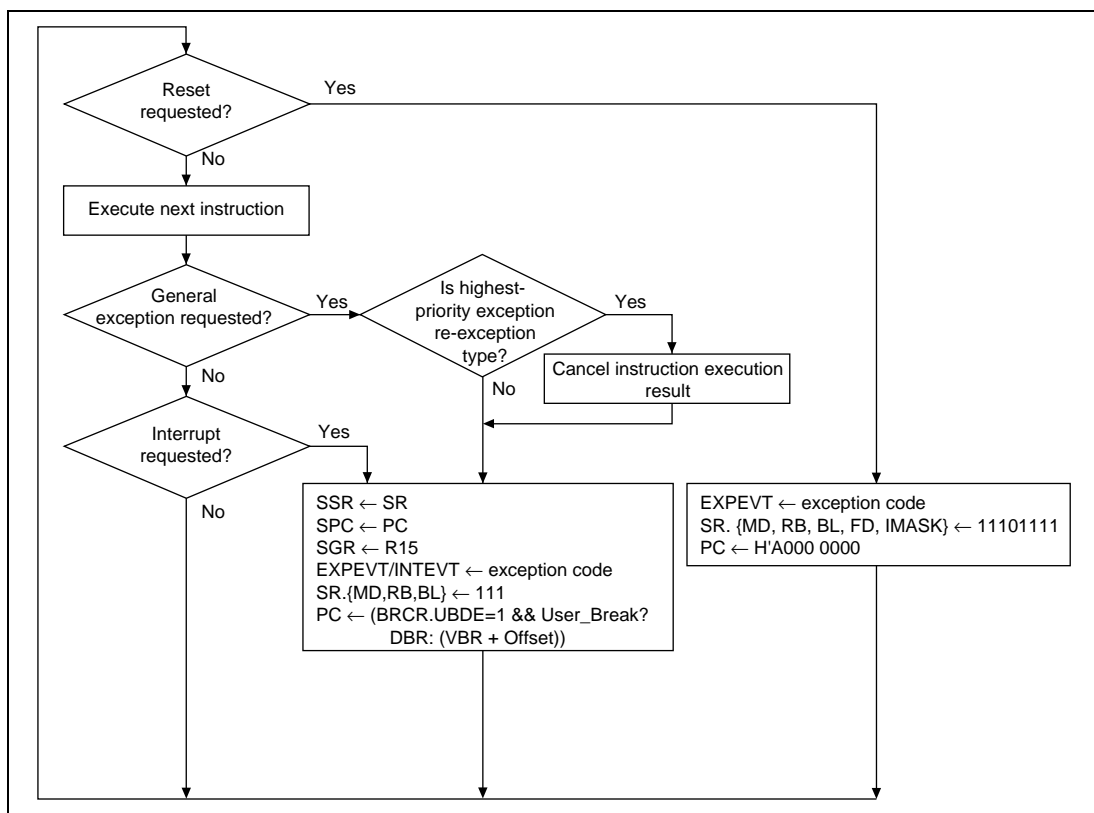 Reset
requested?
Yes
No
Execute next instruction
General
exception requested?
Yes
No
Is highest-
priority exception
re-exception
type?
Yes
No
Cancel instruction execution
result
Interrupt
requested?
Yes
No
SSR ← SR
SPC ← PC
SGR ← R15
EXPEVT/INTEVT ← exception code
SR.{MD,RB,BL} ← 111
PC ← (BRCR.UBDE=1 && User_Break?
DBR: (VBR + Offset))
EXPEVT ← exception code
SR. {MD, RB, BL, FD, IMASK} ← 11101111
PC ← H'A000 0000